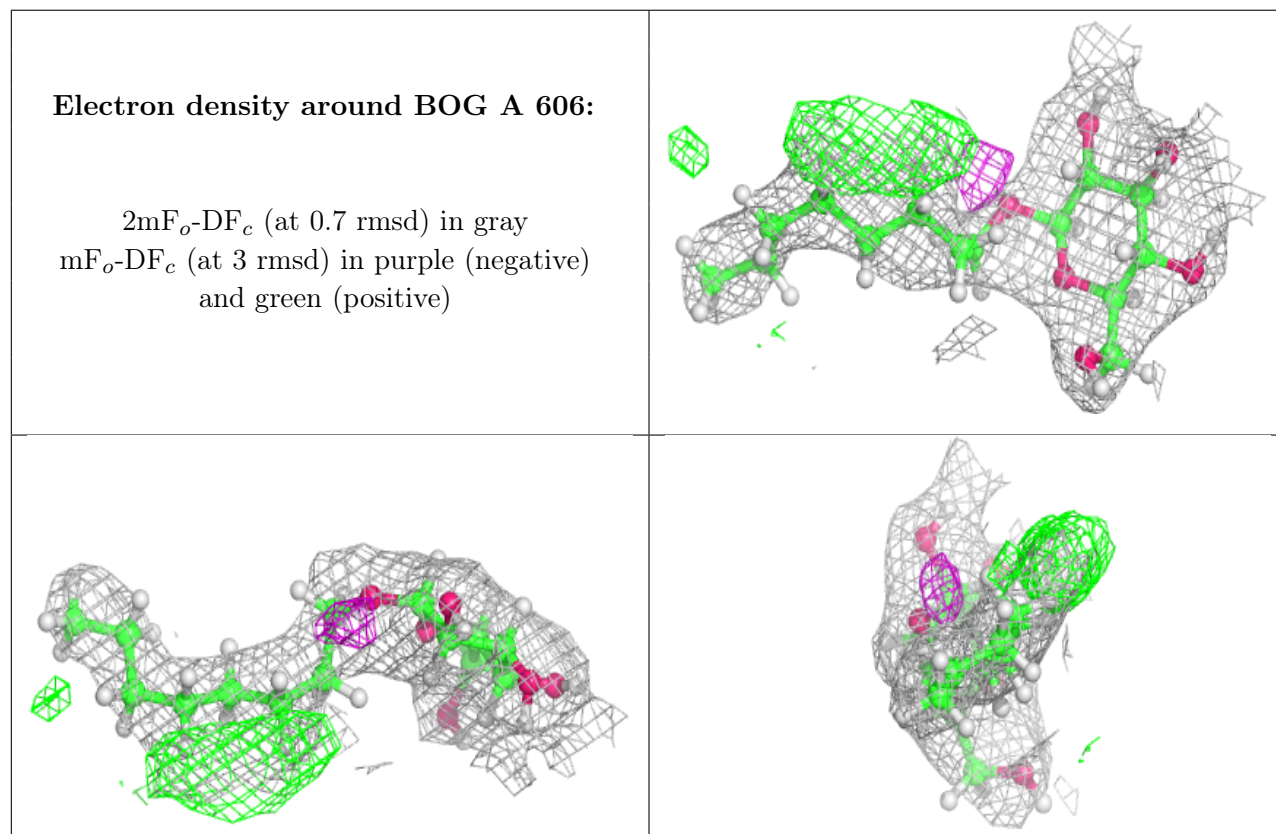 Electron density around BOG A 606:
2mFo-DFc (at 0.7 rmsd) in gray
mFo-DFc (at 3 rmsd) in purple (negative)
and green (positive)